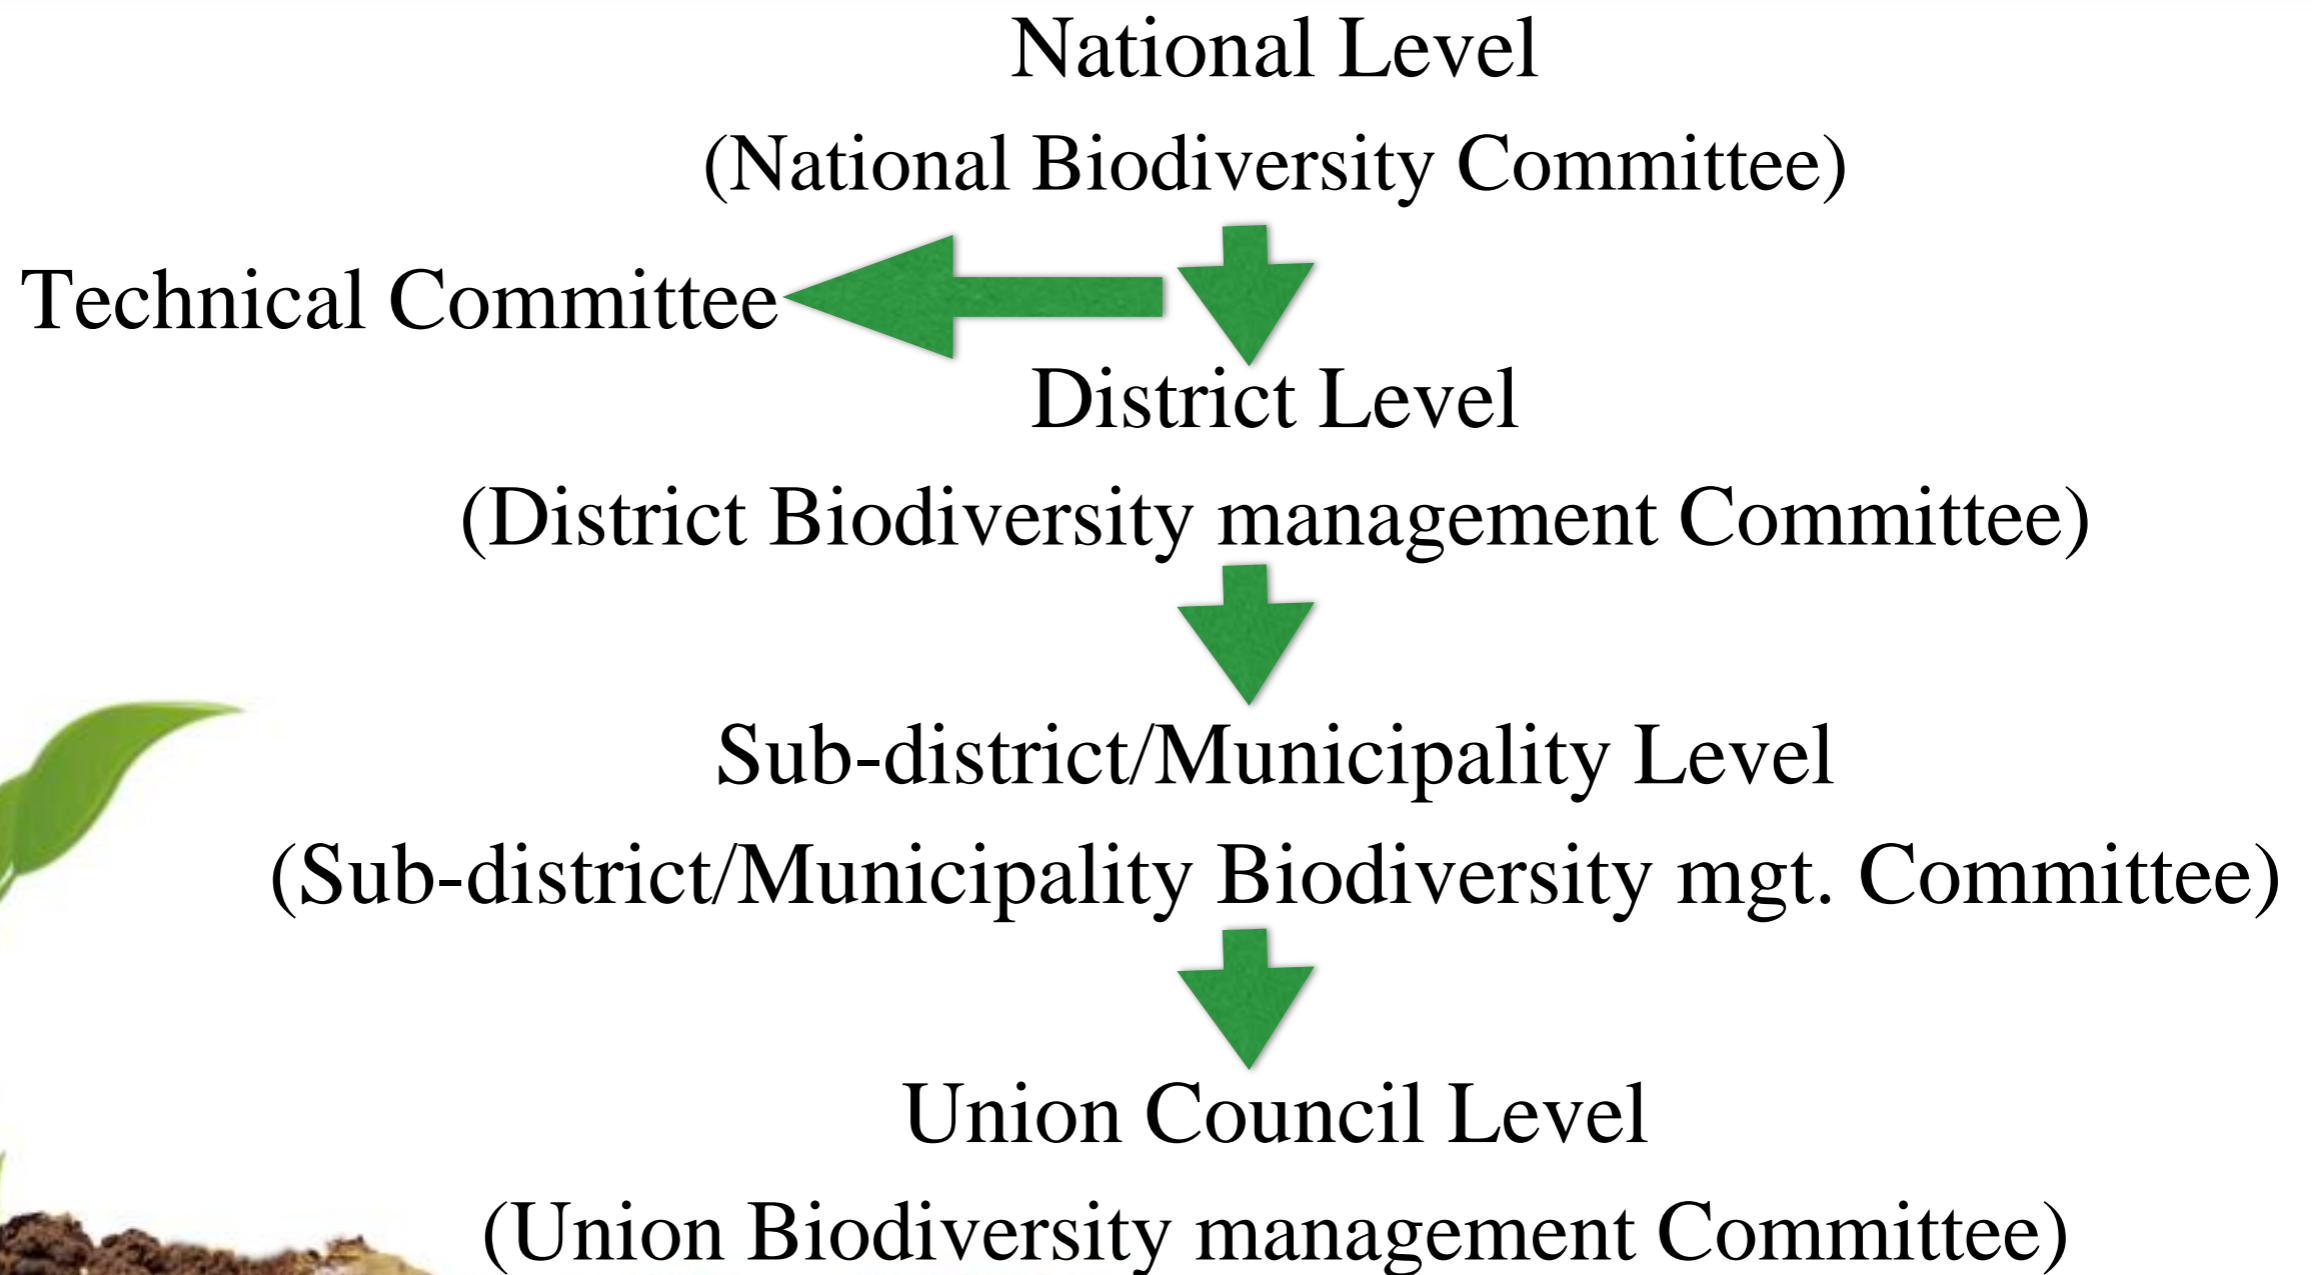 National Level
(National Biodiversity Committee)
Technical Committee
District Level
(District Biodiversity management Committee)
Sub-district/Municipality Level
(Sub-district/Municipality Biodiversity mgt. Committee)
Union Council Level
(Union Biodiversity management Committee)